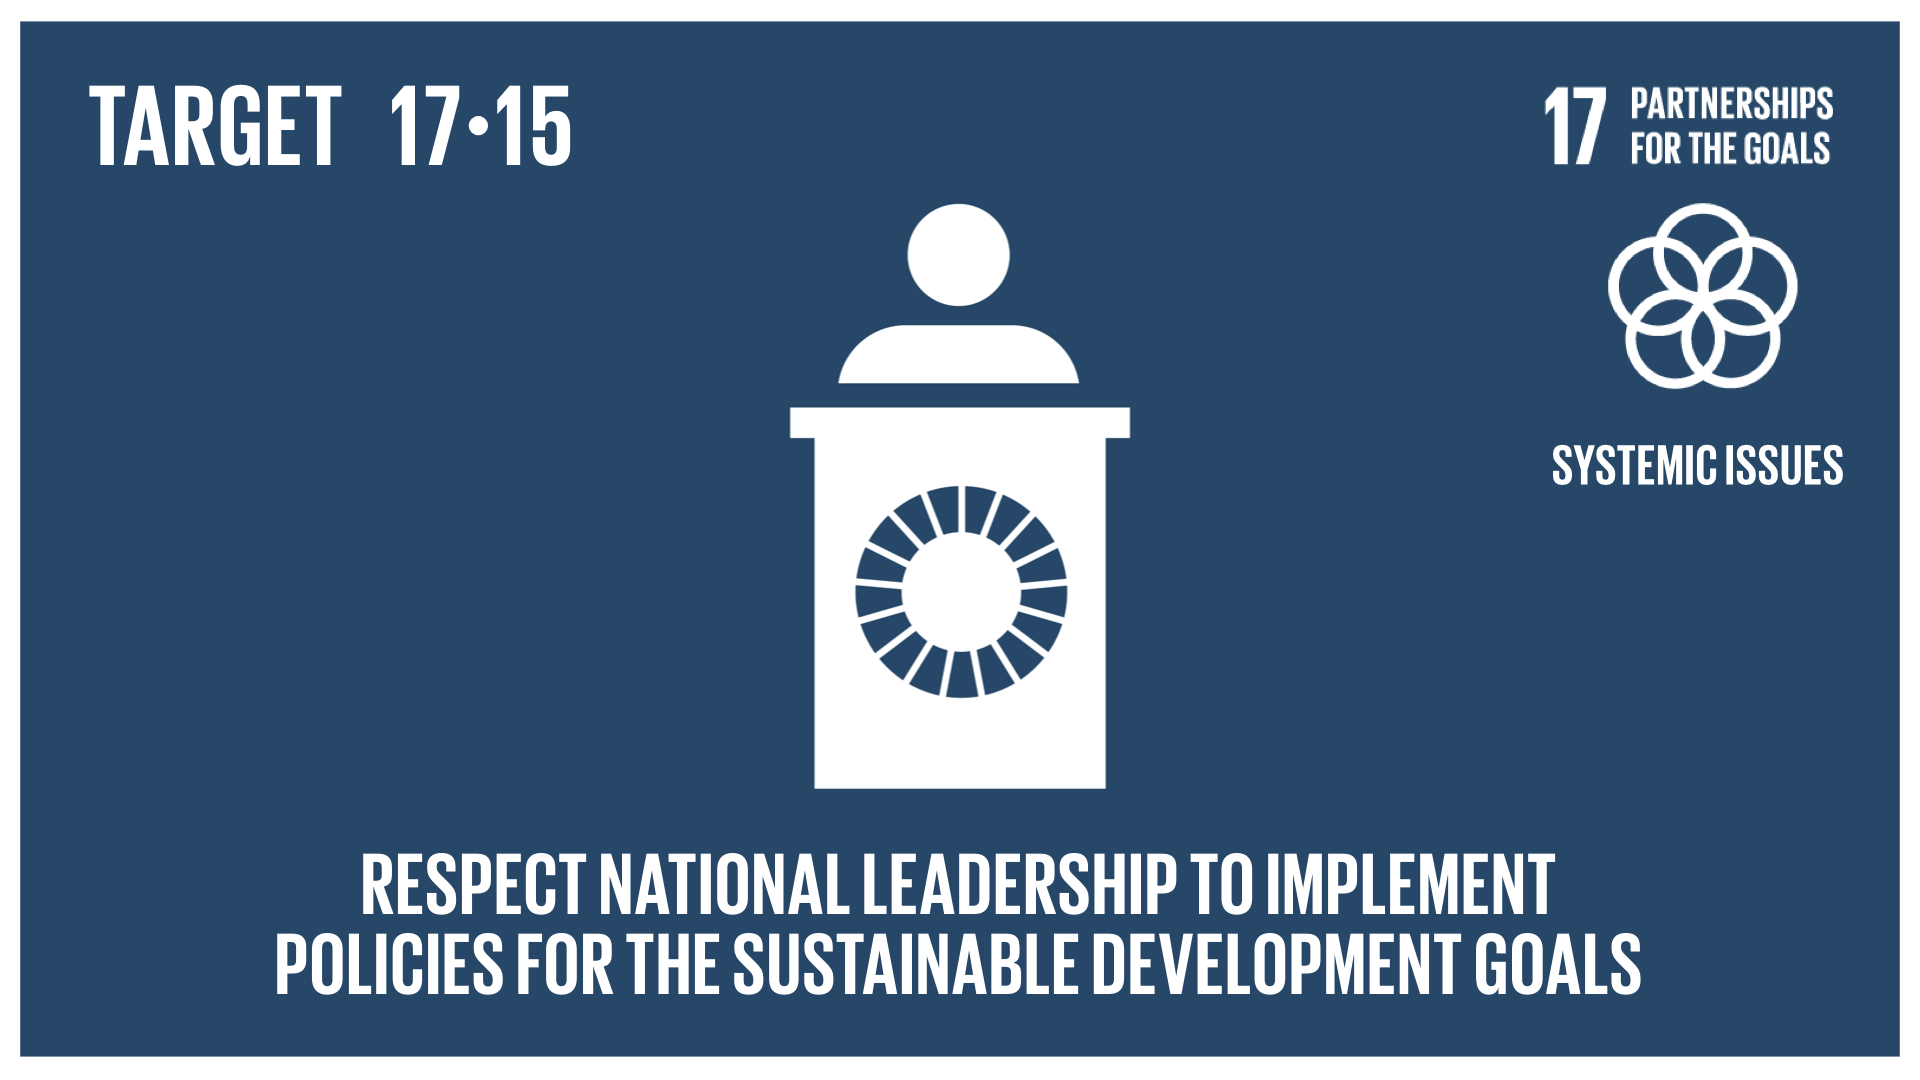 TARGET 17·15
17 PARTNERSHIPS
FOR THE GOALS
SYSTEMIC ISSUES
RESPECT NATIONAL LEADERSHIP TO IMPLEMENT
POLICIES FOR THE SUSTAINABLE DEVELOPMENT GOALS